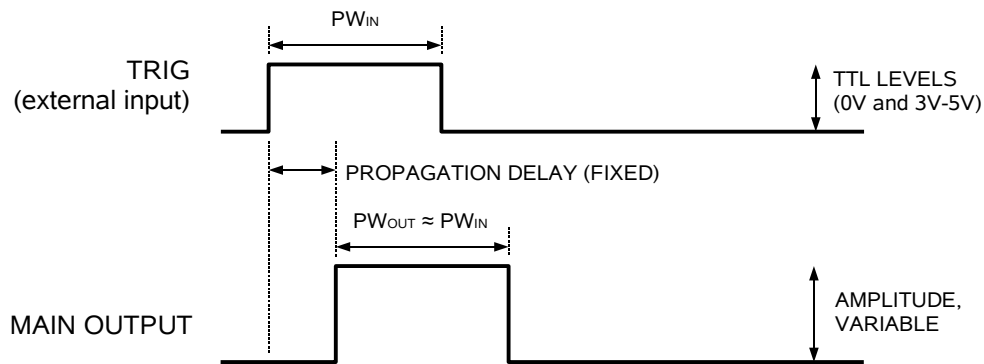 PWIN
TRIG
(external input)
TTL LEVELS
(0V and 3V-5V)
PROPAGATION DELAY (FIXED)
PWOUT ≈ PWIN
MAIN OUTPUT
AMPLITUDE,
VARIABLE